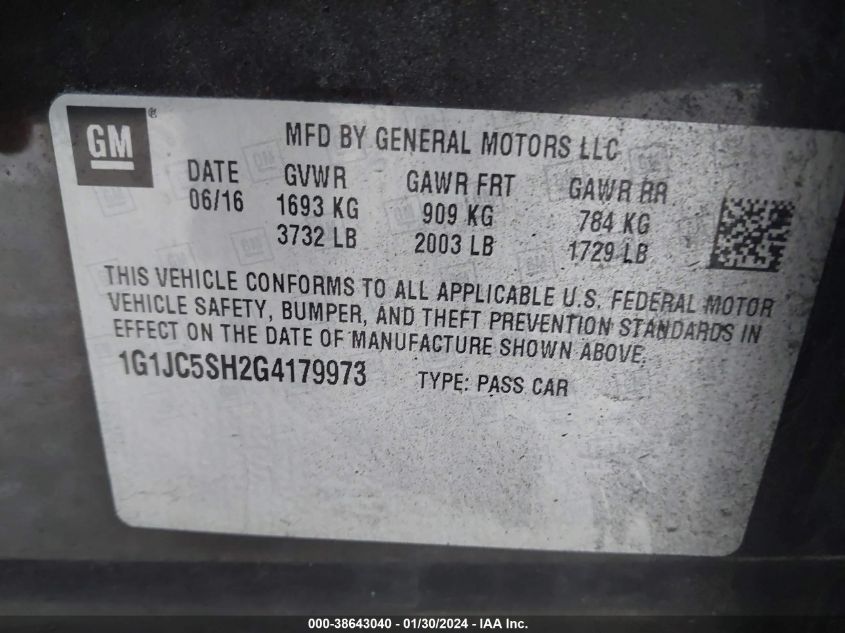 GM ®
MFD BY GENERAL MOTORS LLC
DATE GVWR GAWR FRT GAWR RR
06/16 1693 KG 909 KG 784 KG
3732 LB 2003 LB 1729 LB
THIS VEHICLE CONFORMS TO ALL APPLICABLE U.S. FEDERAL MOTOR
VEHICLE SAFETY, BUMPER, AND THEFT PREVENTION STANDARDS IN
EFFECT ON THE DATE OF MANUFACTURE SHOWN ABOVE.
1G1JC5SH2G4179973 TYPE: PASS CAR
000-38643040 - 01/30/2024 - IAA Inc.